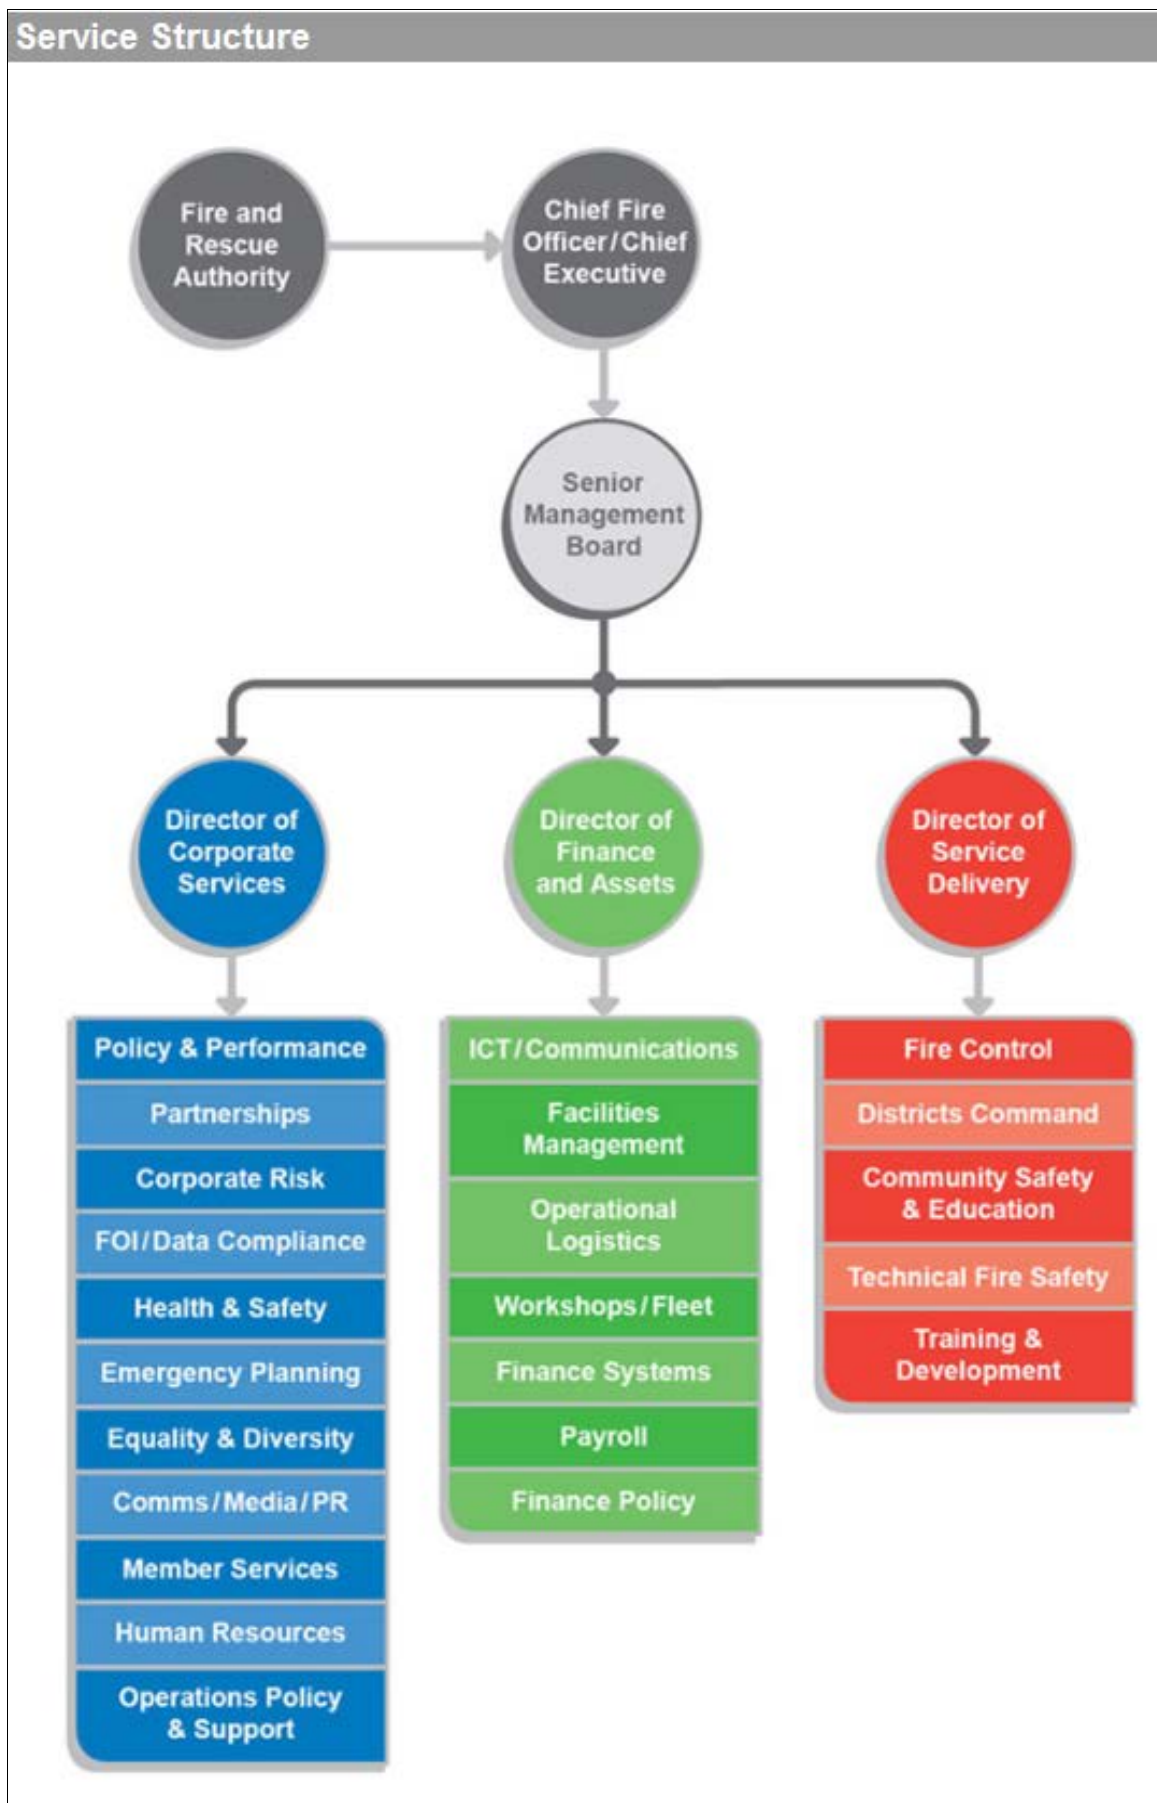 Service Structure
Fire and
Rescue
Authority
Chief Fire
Officer/Chief
Executive
Senior
Management
Board
Director of
Corporate
Services
Director of
Finance
and Assets
Director of
Service
Delivery
Policy & Performance
Partnerships
Corporate Risk
FOI/Data Compliance
Health & Safety
Emergency Planning
Equality & Diversity
Comms/Media/PR
Member Services
Human Resources
Operations Policy
& Support
ICT/Communications
Facilities
Management
Operational
Logistics
Workshops/Fleet
Finance Systems
Payroll
Finance Policy
Fire Control
Districts Command
Community Safety
& Education
Technical Fire Safety
Training &
Development